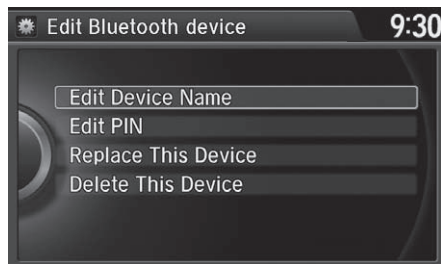 Edit Bluetooth device
9:30
Edit Device Name
Edit PIN
Replace This Device
Delete This Device